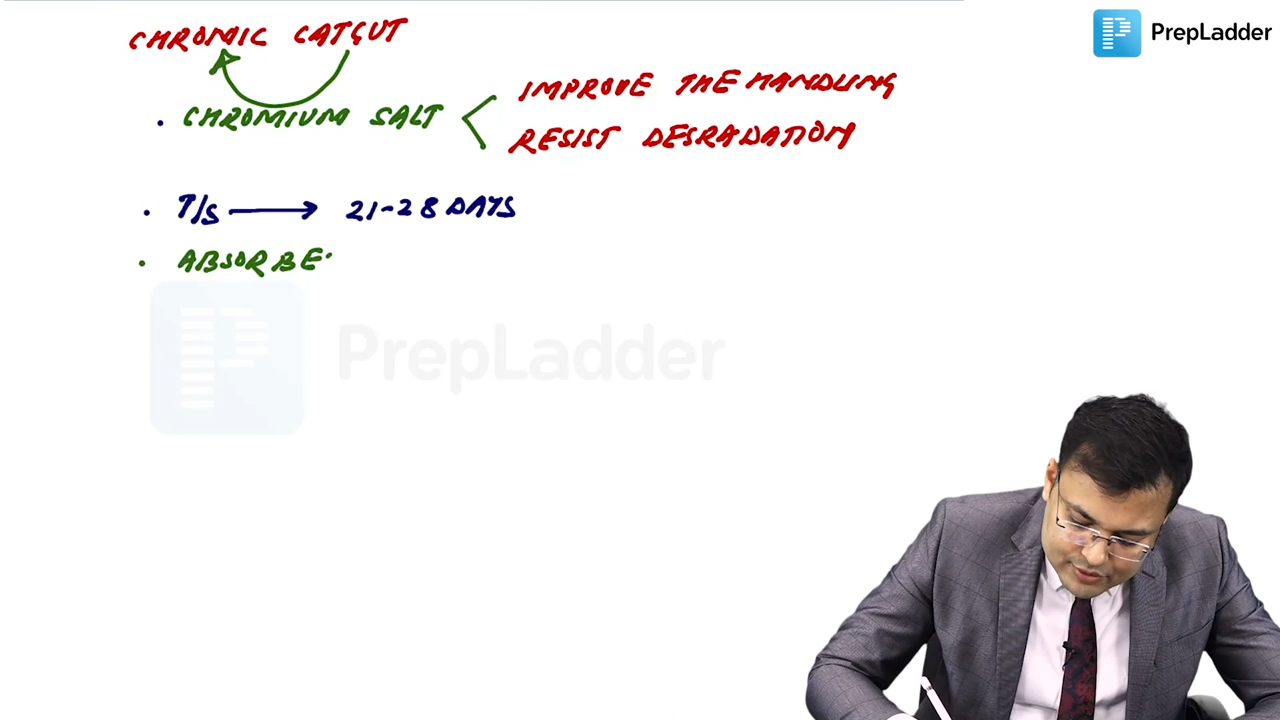 PrepLadder
CHROMIC CATGUT
IMPROVE THE HANDLING
• CHROMIUM SALT
RESIST DEGRADATION
• T/S → 21-28 DAYS
• ABSORBE
PrepLadder